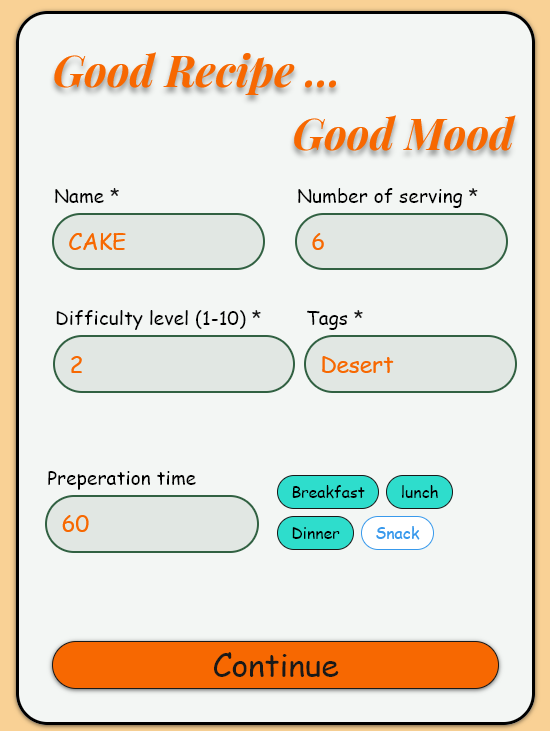 Good Recipe ...
Good Mood
Name *
Number of serving *
CAKE
6
Difficulty level (1-10) *
Tags *
2
Desert
Preperation time
60
Breakfast
lunch
Dinner
Snack
Continue